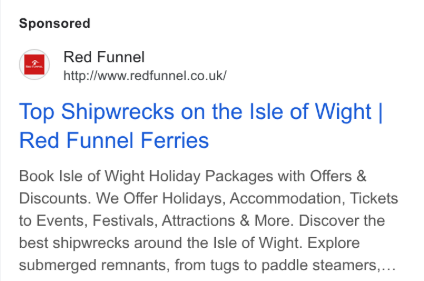 Sponsored
Red Funnel
http://www.redfunnel.co.uk/
Top Shipwrecks on the Isle of Wight |
Red Funnel Ferries
Book Isle of Wight Holiday Packages with Offers &
Discounts. We Offer Holidays, Accommodation, Tickets
to Events, Festivals, Attractions & More. Discover the
best shipwrecks around the Isle of Wight. Explore
submerged remnants, from tugs to paddle steamers,…